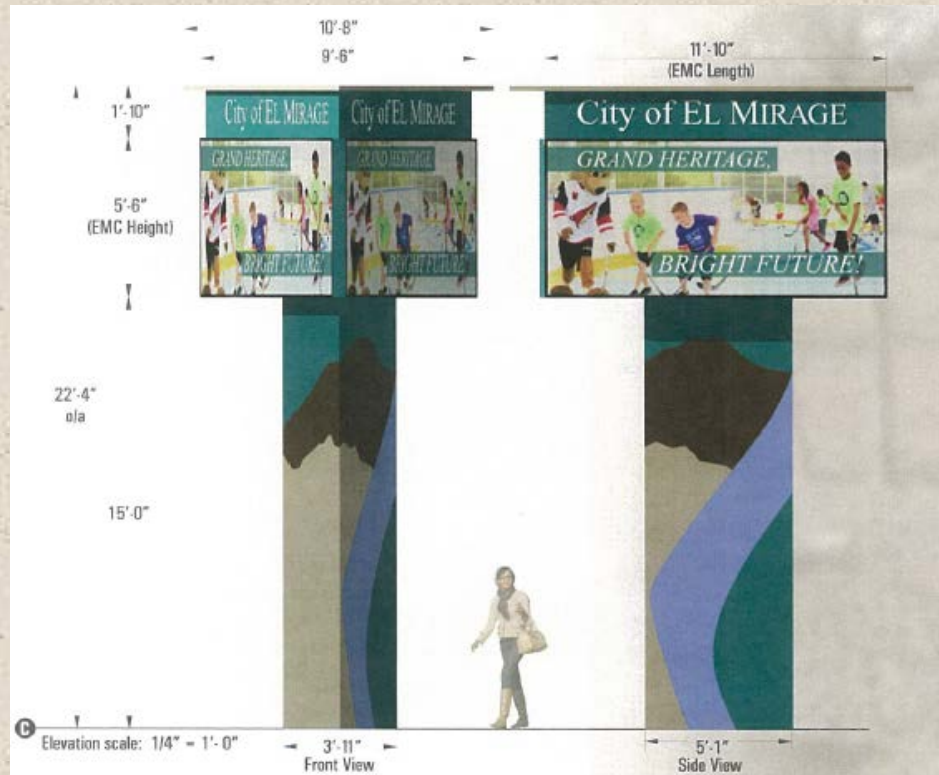 10'-8"
9'-6"
11'-10"
(EMC Length)
1'-10"
City of EL MIRAGE
City of EL MIRAGE
City of EL MIRAGE
GRAND HERITAGE,
GRAND HERITAGE,
GRAND HERITAGE,
5'-6"
(EMC Height)
BRIGHT FUTURE!
BRIGHT FUTURE!
BRIGHT FUTURE!
22'-4"
o/a
15'-0"
C
Elevation scale: 1/4" = 1'- 0"
3'-11"
Front View
5'-1"
Side View